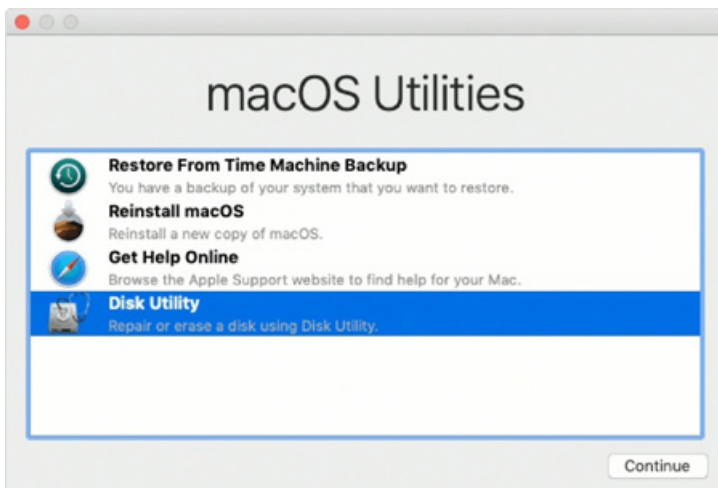 macOS Utilities
Restore From Time Machine Backup
You have a backup of your system that you want to restore.
Reinstall macOS
Reinstall a new copy of macOS.
Get Help Online
Browse the Apple Support website to find help for your Mac.
Disk Utility
Repair or erase a disk using Disk Utility.
Continue